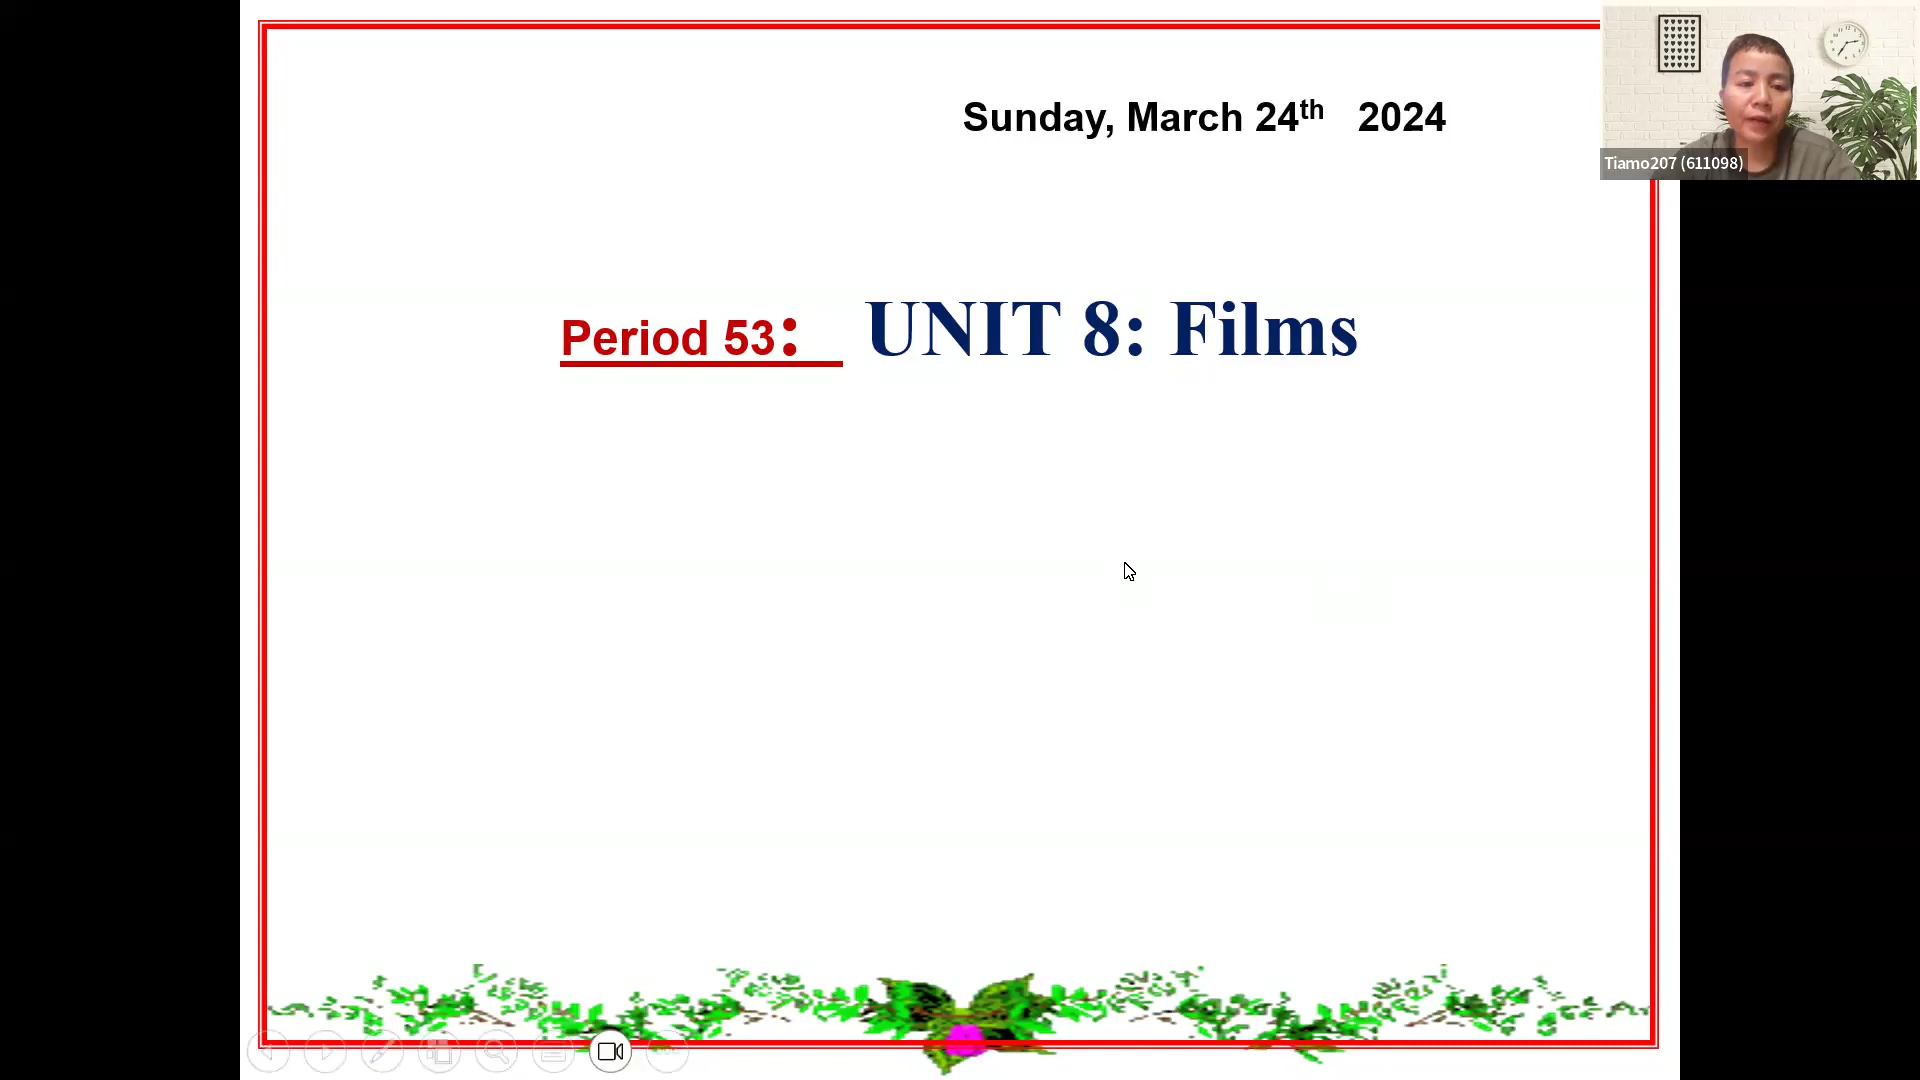 Sunday, March 24th 2024
Tiamo207 (611098)
Period 53: UNIT 8: Films